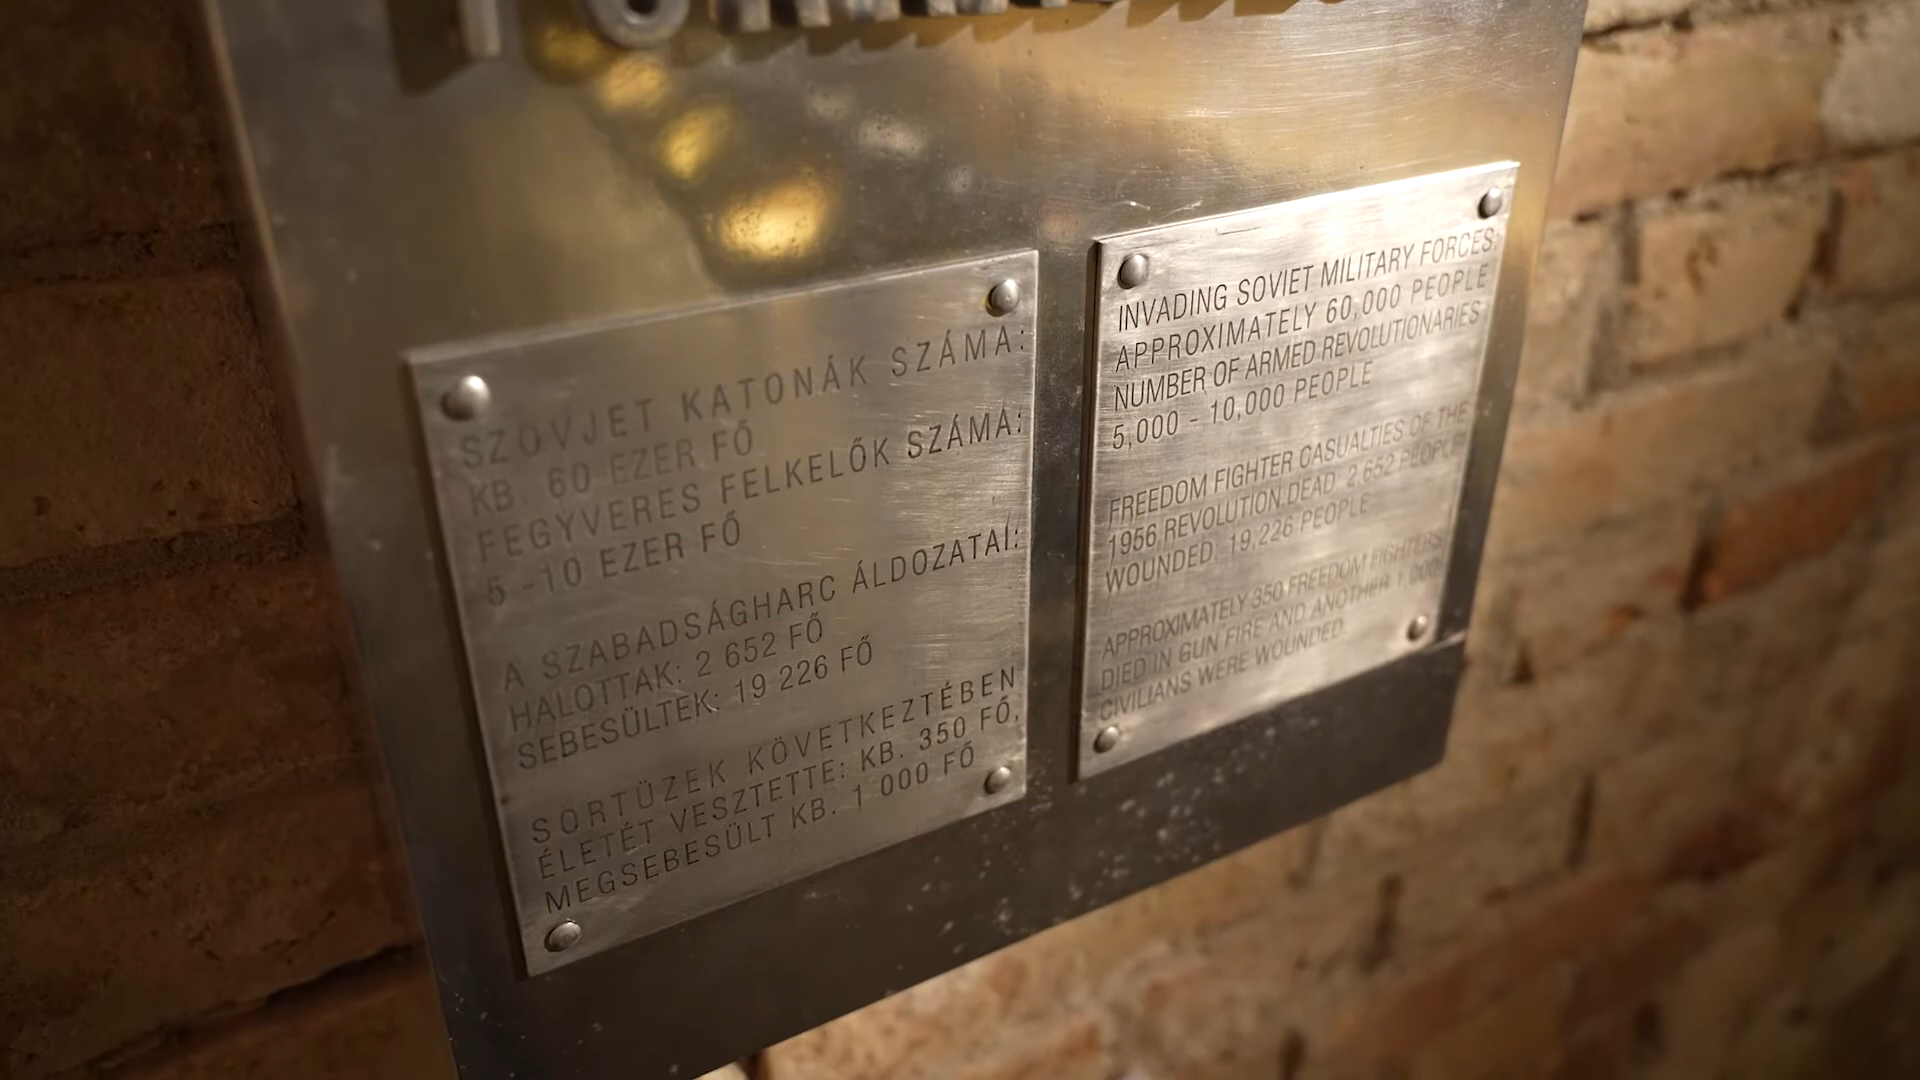 SZOVJET KATONÁK SZÁMA:
KB. 60 EZER FŐ
FEGYVERES FELKELŐK SZÁMA:
5 -10 EZER FŐ
A SZABADSÁGHARC ÁLDOZATAI:
HALOTTAK: 2 652 FŐ
SEBESÜLTEK: 19 226 FŐ
SORTÜZEK KÖVETKEZTÉBEN
ÉLETÉT VESZTETTE: KB. 350 FŐ,
MEGSEBESÜLT KB. 1 000 FŐ
INVADING SOVIET MILITARY FORCES:
APPROXIMATELY 60,000 PEOPLE
NUMBER OF ARMED REVOLUTIONARIES:
5,000 - 10,000 PEOPLE
FREEDOM FIGHTER CASUALTIES OF THE
1956 REVOLUTION:DEAD: 2,652 PEOPLE
WOUNDED: 19,226 PEOPLE
APPROXIMATELY 350 FREEDOM FIGHTERS
DIED IN GUN FIRE AND ANOTHER 1,000
CIVILIANS WERE WOUNDED.